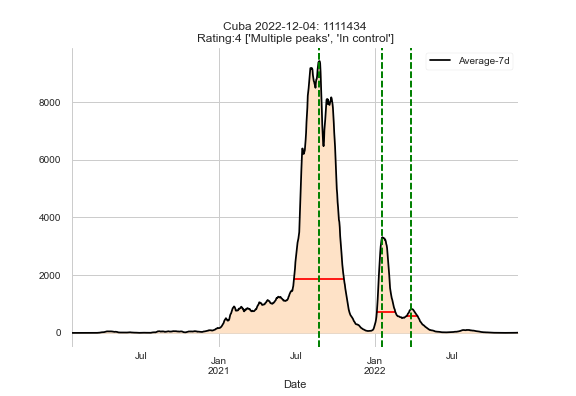 Cuba 2022-12-04: 1111434
Rating:4 ['Multiple peaks', 'In control']
Average-7d
8000
6000
4000
2000
0
Jul
Jan
2021
Jul
Jan
2022
Jul
Date